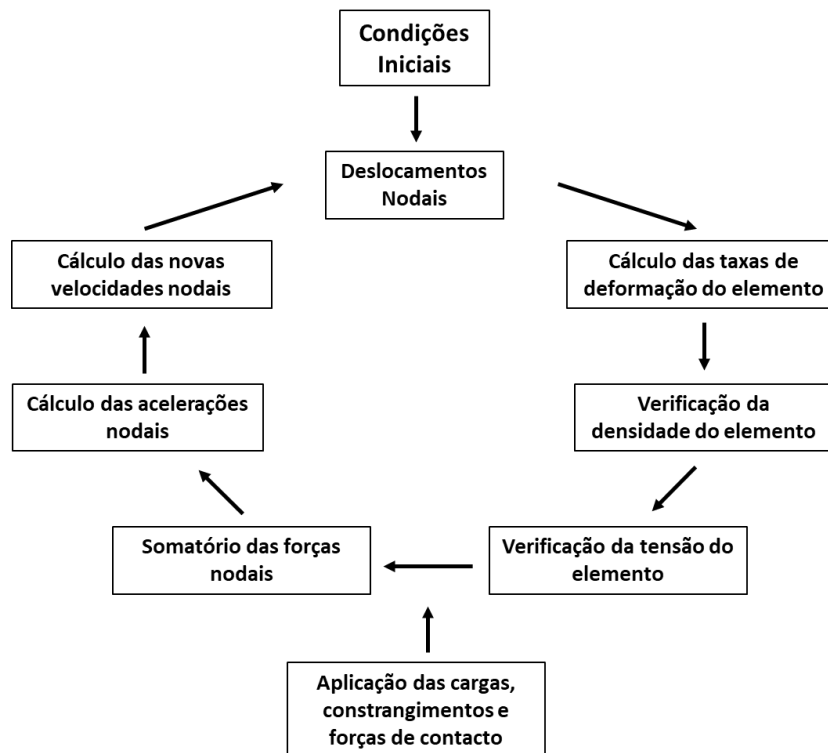 Condições
Iniciais
Deslocamentos
Nodais
Cálculo das novas
velocidades nodais
Cálculo das taxas de
deformação do elemento
Cálculo das acelerações
nodais
Verificação da
densidade do elemento
Somatório das forças
nodais
Verificação da tensão do
elemento
Aplicação das cargas,
constrangimentos e
forças de contacto